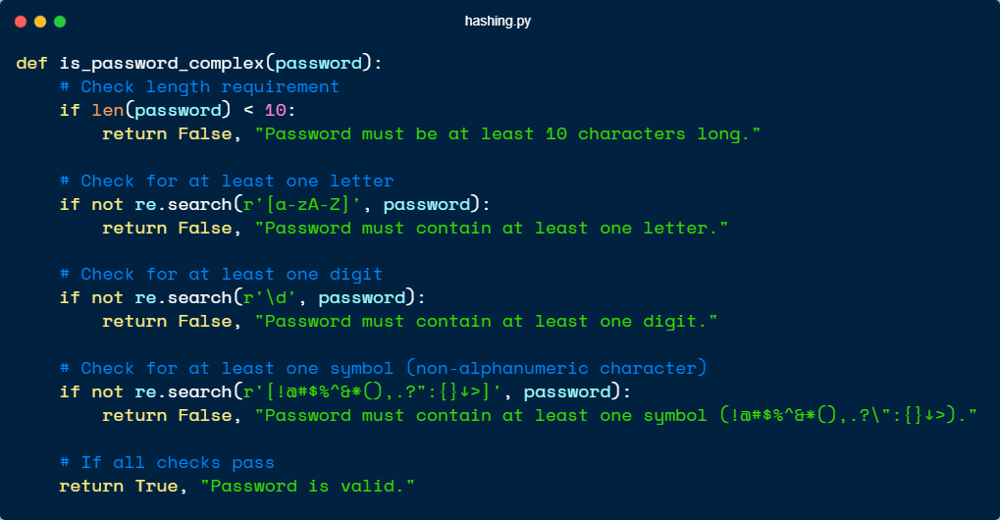 hashing.py
def is_password_complex(password):
    # Check length requirement
    if len(password) < 10:
        return False, "Password must be at least 10 characters long."
    # Check for at least one letter
    if not re.search(r'[a-zA-Z]', password):
        return False, "Password must contain at least one letter."
    # Check for at least one digit
    if not re.search(r'\d', password):
        return False, "Password must contain at least one digit."
    # Check for at least one symbol (non-alphanumeric character)
    if not re.search(r'[!@#$%^&*(),.?":{}↓>]', password):
        return False, "Password must contain at least one symbol (!@#$%^&*(),.?\":{}↓>)."
    # If all checks pass
    return True, "Password is valid."